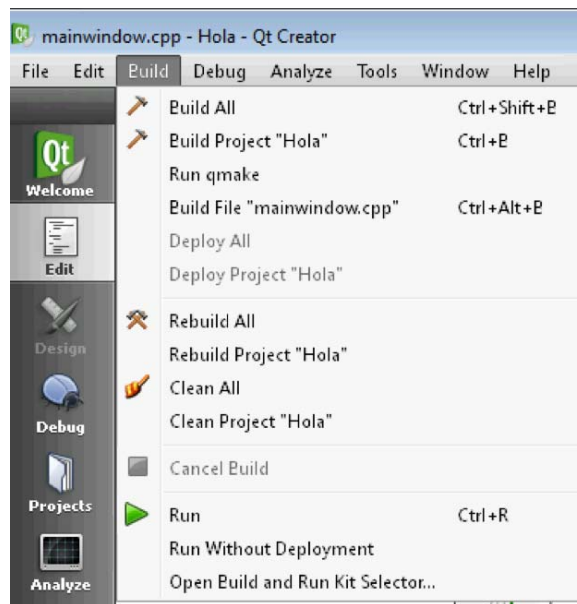 mainwindow.cpp - Hola - Qt Creator
File Edit Build Debug Analyze Tools Window Help
Build All Ctrl+Shift+B
Build Project "Hola" Ctrl+B
Run qmake
Build File "mainwindow.cpp" Ctrl+Alt+B
Deploy All
Deploy Project "Hola"
Rebuild All
Rebuild Project "Hola"
Clean All
Clean Project "Hola"
Cancel Build
Run Ctrl+R
Run Without Deployment
Open Build and Run Kit Selector...
Qt
Welcome
Edit
Design
Debug
Projects
Analyze